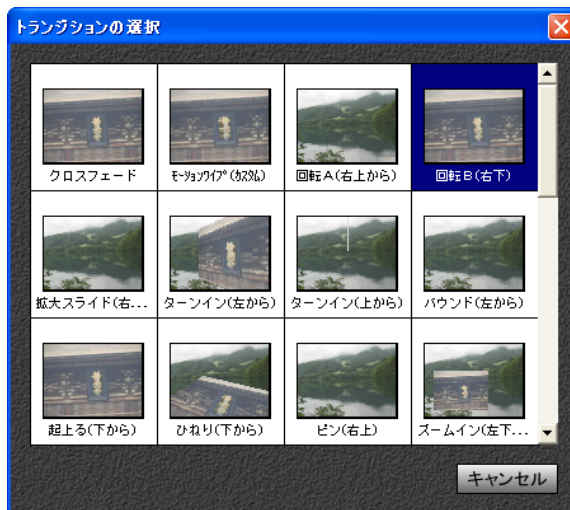 トランジションの選択
クロスフェード
モーションワイプ(カスタム)
回転A(右上から)
回転B(右下)
拡大スライド(右...
ターンイン(左から)
ターンイン(上から)
バウンド(左から)
起上る(下から)
ひねり(下から)
ピン(右上)
ズームイン(左下...
キャンセル